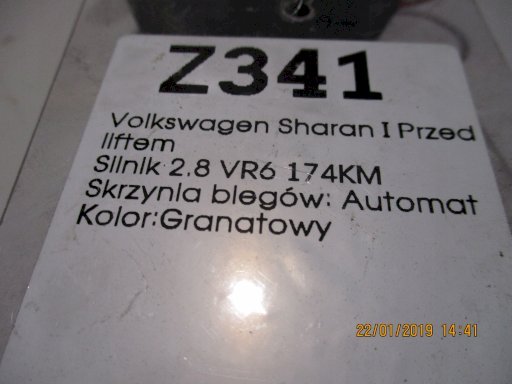 Z341
Volkswagen Sharan I Przed
liftem
Silnik 2.8 VR6 174KM
Skrzynia biegów: Automat
Kolor:Granatowy
22/01/2019 14:41